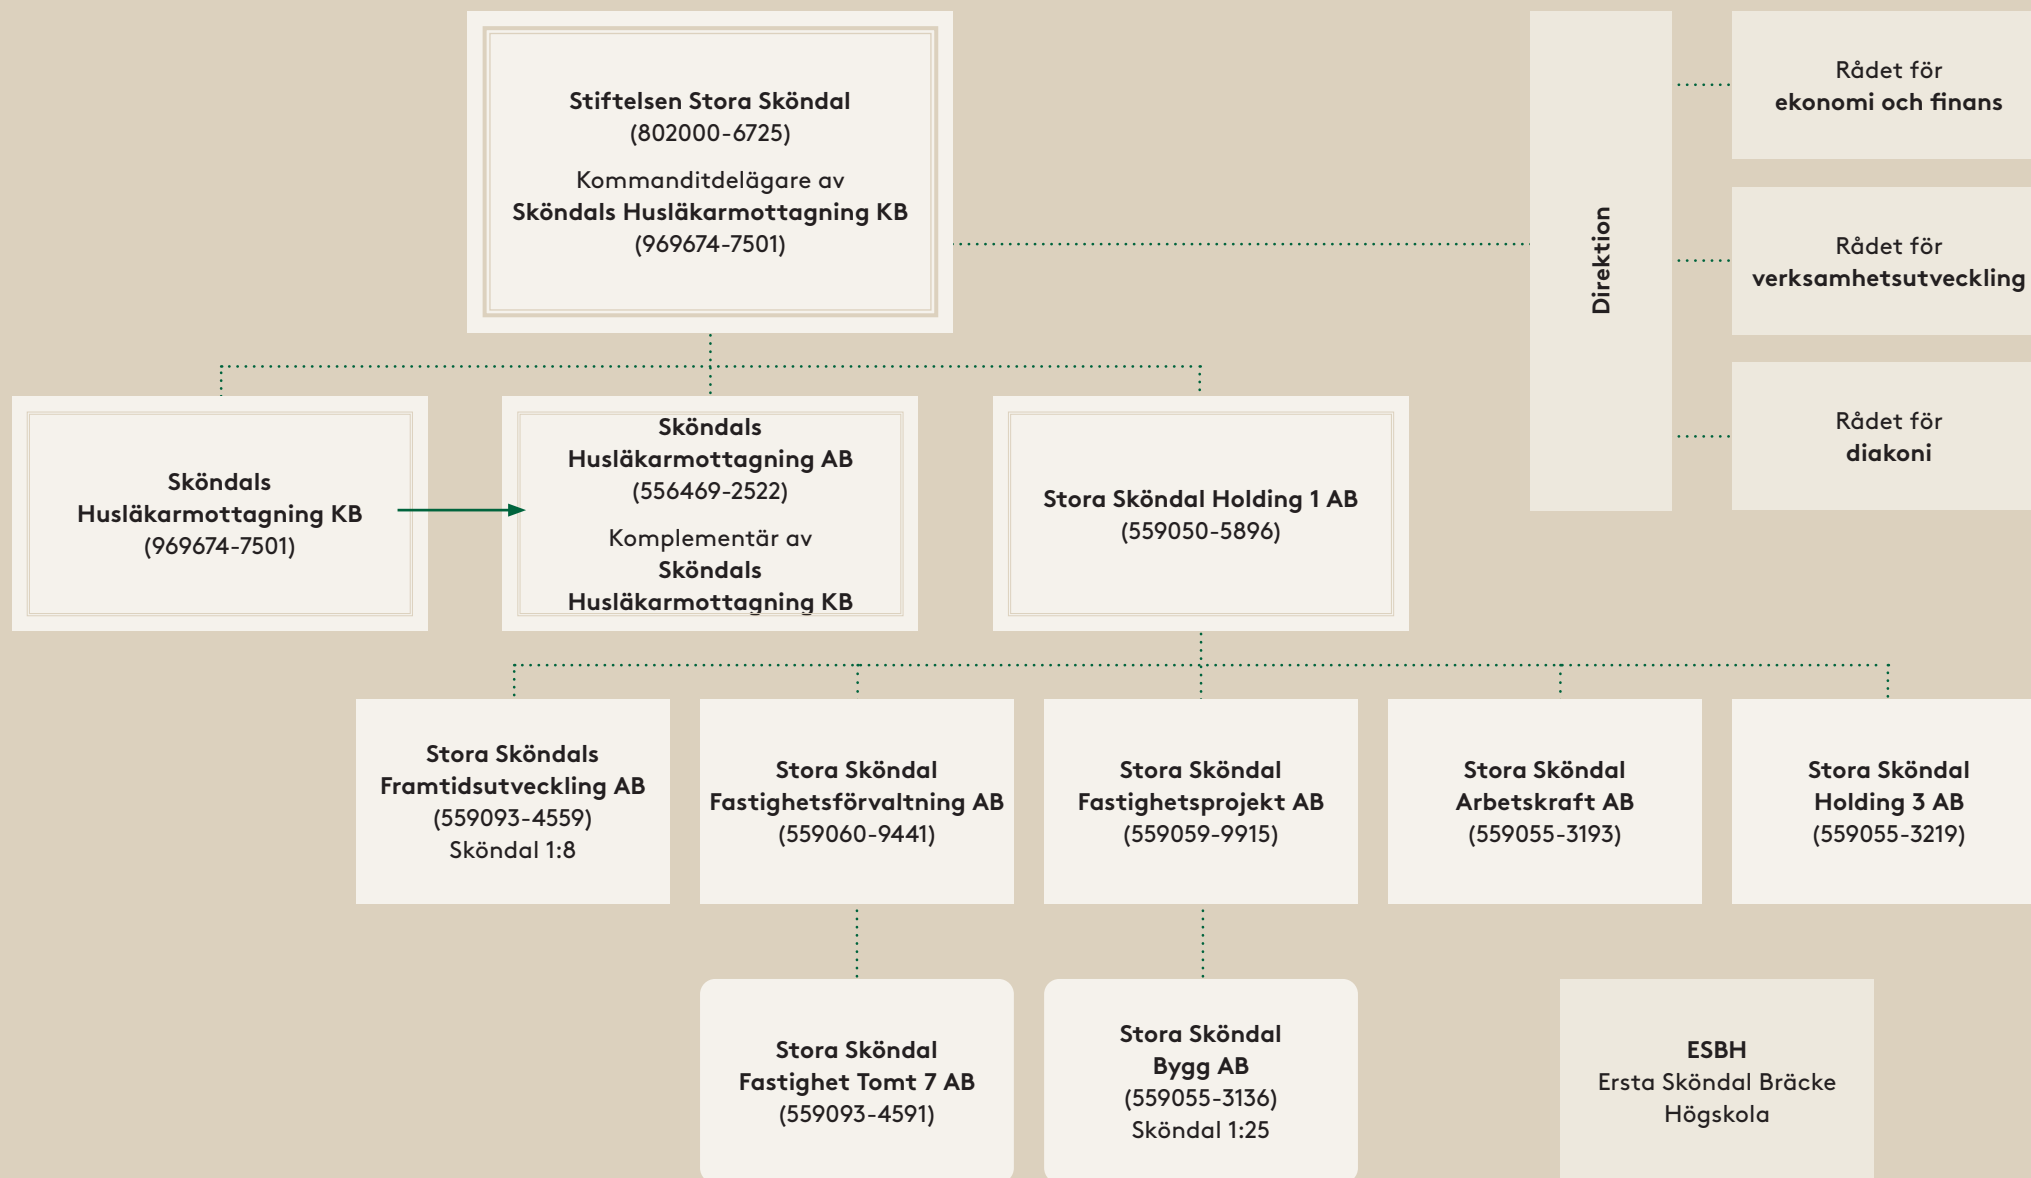 Stiftelsen Stora Sköndal
(802000-6725)
Kommanditdelägare av
Sköndals Husläkarmottagning KB
(969674-7501)
Direktion
Rådet för
ekonomi och finans
Rådet för
verksamhetsutveckling
Rådet för
diakoni
Sköndals
Husläkarmottagning KB
(969674-7501)
Sköndals
Husläkarmottagning AB
(556469-2522)
Komplementär av
Sköndals
Husläkarmottagning KB
Stora Sköndal Holding 1 AB
(559050-5896)
Stora Sköndals
Framtidsutveckling AB
(559093-4559)
Sköndal 1:8
Stora Sköndal
Fastighetsförvaltning AB
(559060-9441)
Stora Sköndal
Fastighetsprojekt AB
(559059-9915)
Stora Sköndal
Arbetskraft AB
(559055-3193)
Stora Sköndal
Holding 3 AB
(559055-3219)
Stora Sköndal
Fastighet Tomt 7 AB
(559093-4591)
Stora Sköndal
Bygg AB
(559055-3136)
Sköndal 1:25
ESBH
Ersta Sköndal Bräcke
Högskola